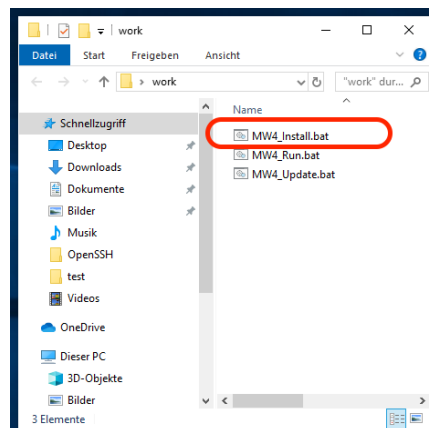 work
Datei Start Freigeben Ansicht
work "work" dur...
Name
Schnellzugriff
MW4_Install.bat
Desktop
MW4_Run.bat
Downloads
MW4_Update.bat
Dokumente
Bilder
Musik
OpenSSH
test
Videos
OneDrive
Dieser PC
3D-Objekte
Bilder
3 Elemente